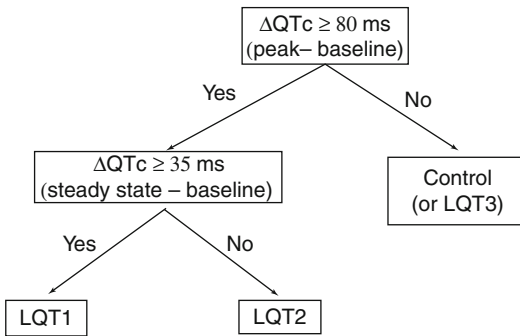 ΔQTc ≥ 80 ms
(peak– baseline)
Yes
No
ΔQTc ≥ 35 ms
(steady state – baseline)
Control
(or LQT3)
Yes
No
LQT1
LQT2